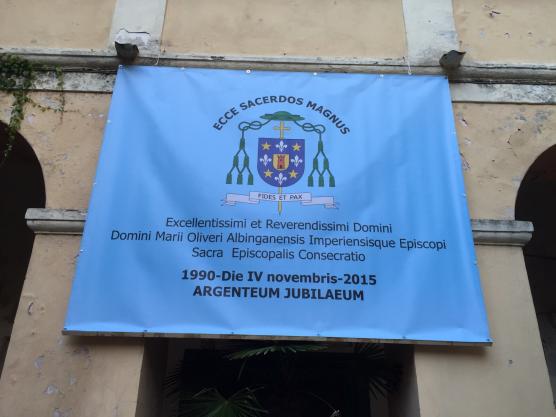 ECCE SACERDOS MAGNUS
FIDES ET PAX
Excellentissimi et Reverendissimi Domini
Domini Marii Oliveri Albinganensis Imperiensisque Episcopi
Sacra Episcopalis Consecratio
1990-Die IV novembris-2015
ARGENTEUM JUBILAEUM